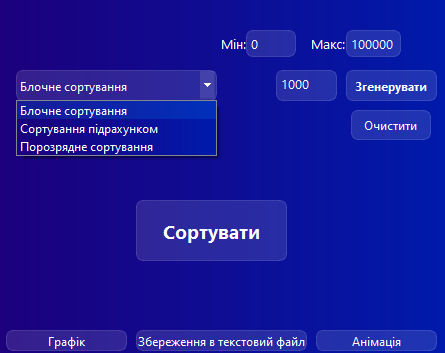 Мін: 0 Макс: 100000
Блочне сортування 1000 Згенерувати
Блочне сортування
Сортування підрахунком
Порозрядне сортування
Очистити
Сортувати
Графік Збереження в текстовий файл Анімація